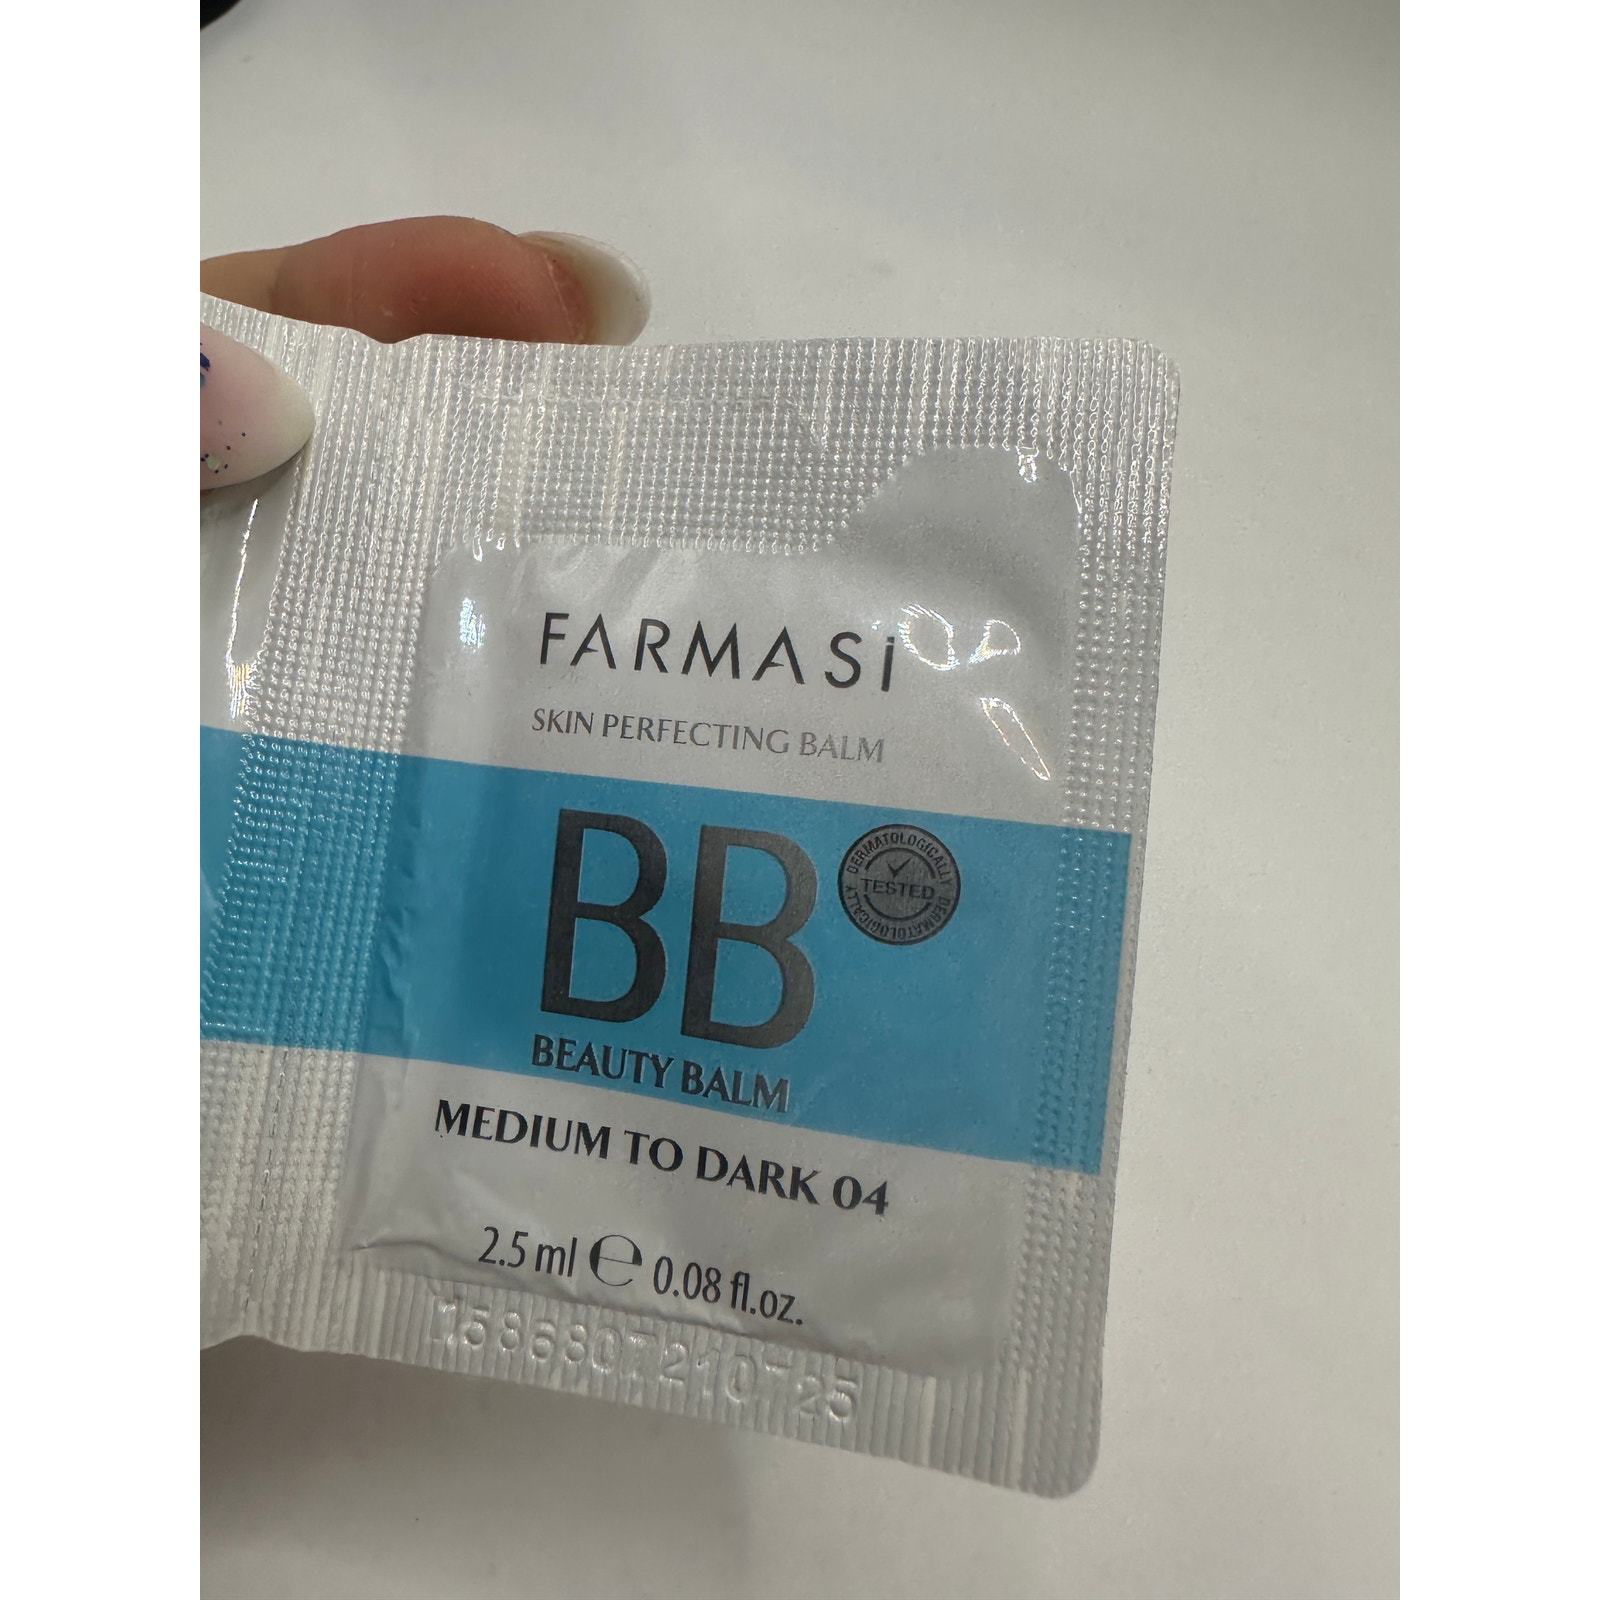 FARMASi
SKIN PERFECTING BALM
BB
DERMATOLOGICALLY
TESTED
DERMATOLOGICALLY
BEAUTY BALM
MEDIUM TO DARK 04
2.5 ml ℮ 0.08 fl.oz.